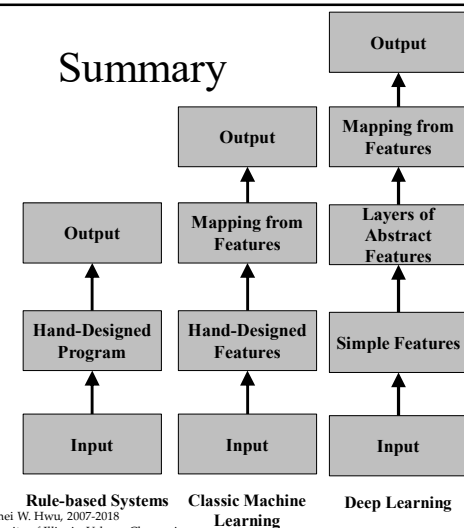 Summary
Output
Hand-Designed
Program
Input
Rule-based Systems
Output
Mapping from
Features
Hand-Designed
Features
Input
Classic Machine
Learning
Output
Mapping from
Features
Layers of
Abstract
Features
Simple Features
Input
Deep Learning
W. Hwu, 2007-2018